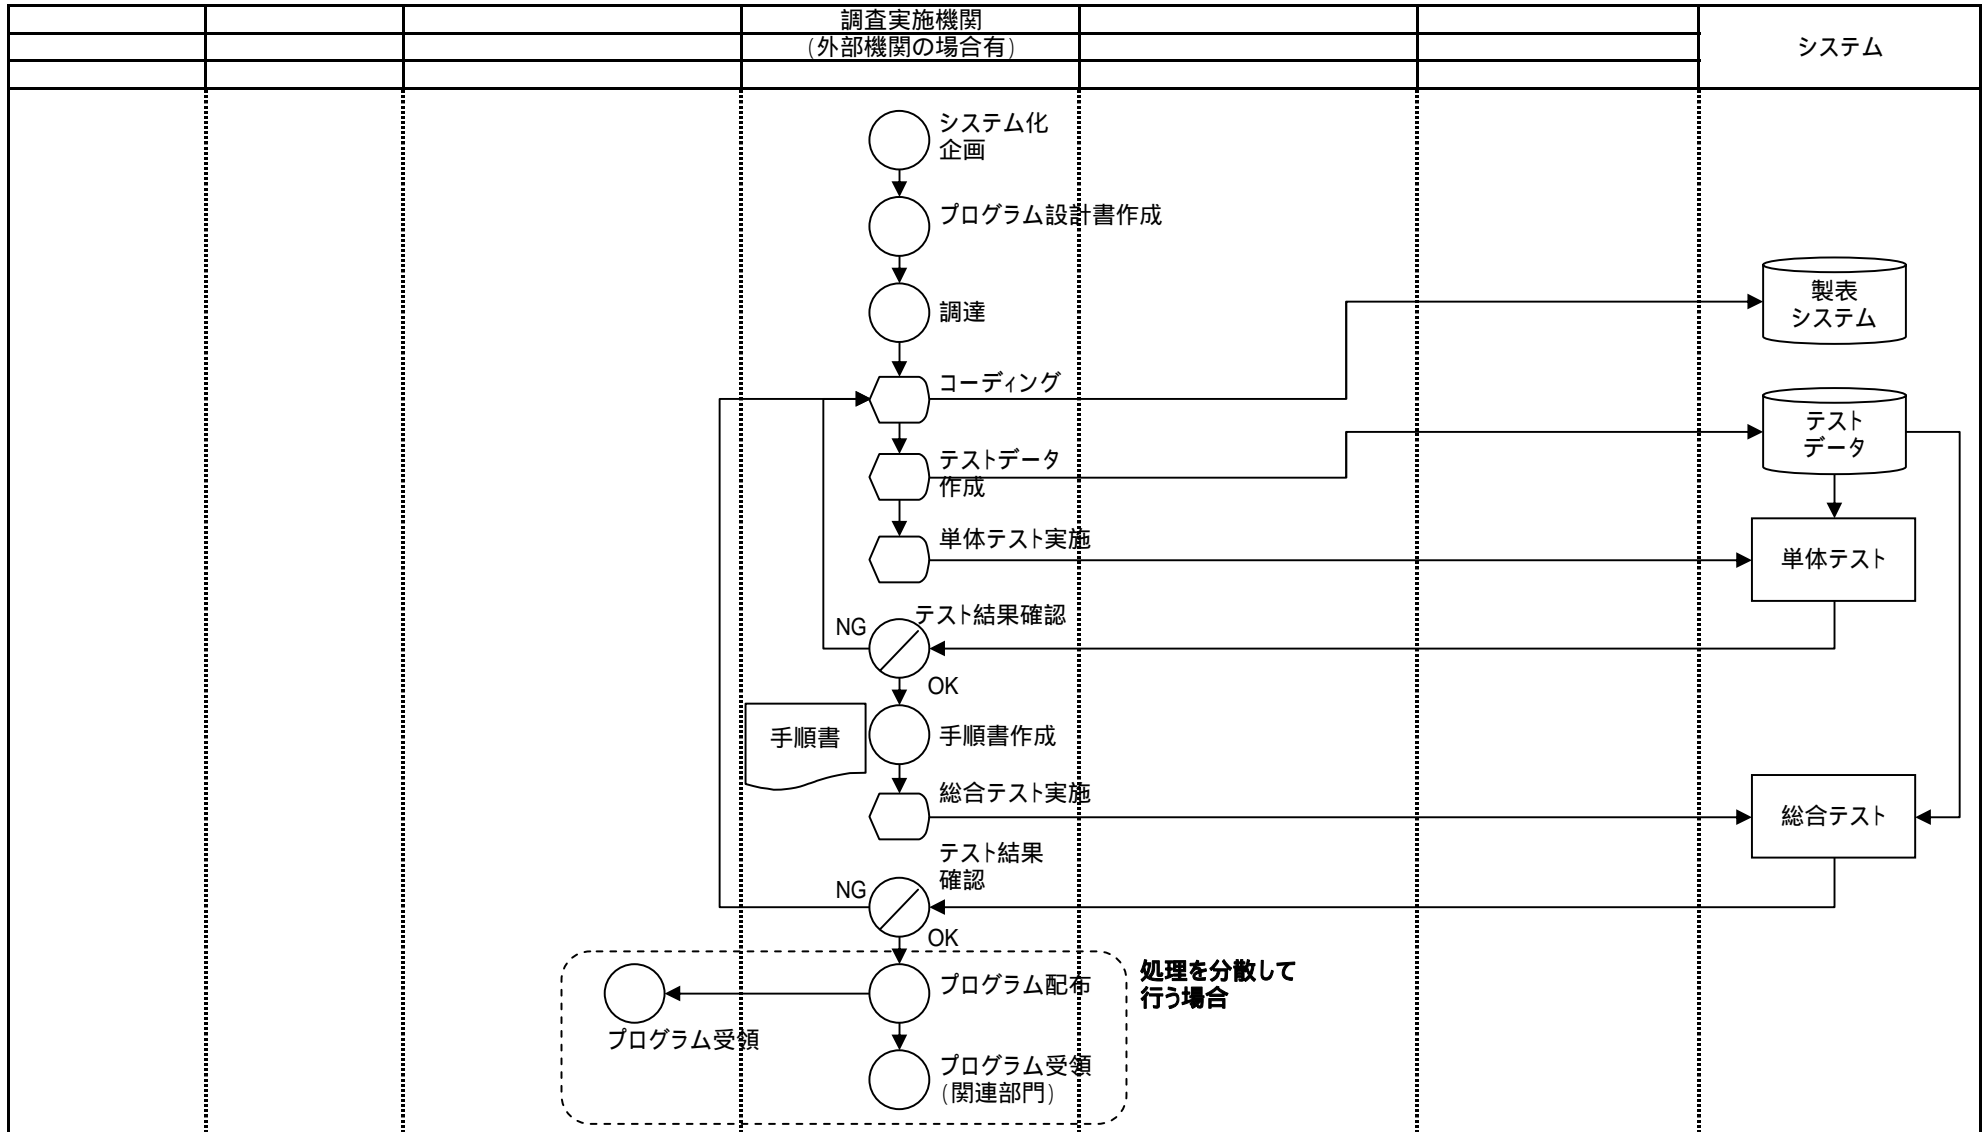 調査実施機関
(外部機関の場合有)
システム
システム化
企画
プログラム設計書作成
調達
製表
システム
コーディング
テスト
データ
テストデータ
作成
単体テスト実施
単体テスト
テスト結果確認
NG
OK
手順書
手順書作成
総合テスト実施
総合テスト
テスト結果
確認
NG
OK
プログラム配布
処理を分散して
行う場合
プログラム受領
プログラム受領
(関連部門)